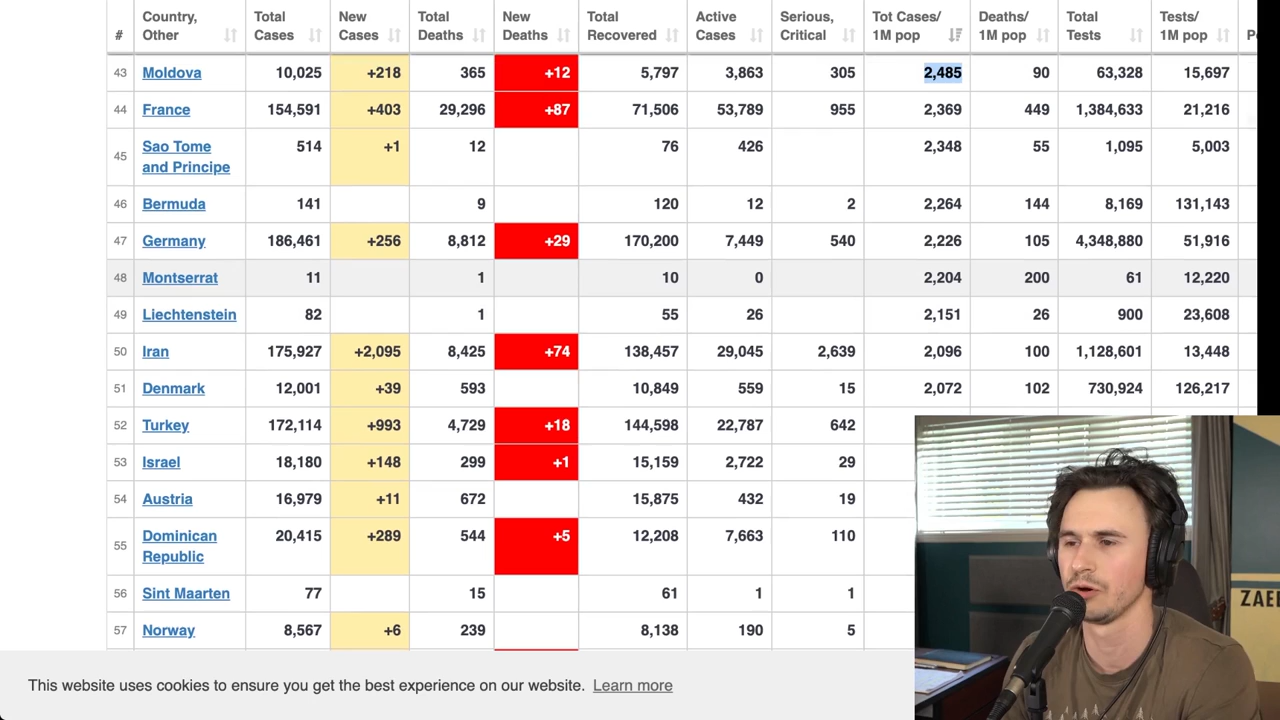 # Country, Other Total Cases New Cases Total Deaths New Deaths Total Recovered Active Cases Serious, Critical Tot Cases/ 1M pop Deaths/ 1M pop Total Tests Tests/ 1M pop
43 Moldova 10,025 +218 365 +12 5,797 3,863 305 2,485 90 63,328 15,697
44 France 154,591 +403 29,296 +87 71,506 53,789 955 2,369 449 1,384,633 21,216
45 Sao Tome and Principe 514 +1 12 76 426 2,348 55 1,095 5,003
46 Bermuda 141 9 120 12 2 2,264 144 8,169 131,143
47 Germany 186,461 +256 8,812 +29 170,200 7,449 540 2,226 105 4,348,880 51,916
48 Montserrat 11 1 10 0 2,204 200 61 12,220
49 Liechtenstein 82 1 55 26 2,151 26 900 23,608
50 Iran 175,927 +2,095 8,425 +74 138,457 29,045 2,639 2,096 100 1,128,601 13,448
51 Denmark 12,001 +39 593 10,849 559 15 2,072 102 730,924 126,217
52 Turkey 172,114 +993 4,729 +18 144,598 22,787 642
53 Israel 18,180 +148 299 +1 15,159 2,722 29
54 Austria 16,979 +11 672 15,875 432 19
55 Dominican Republic 20,415 +289 544 +5 12,208 7,663 110
56 Sint Maarten 77 15 61 1 1
57 Norway 8,567 +6 239 8,138 190 5
ZAE
This website uses cookies to ensure you get the best experience on our website. Learn more